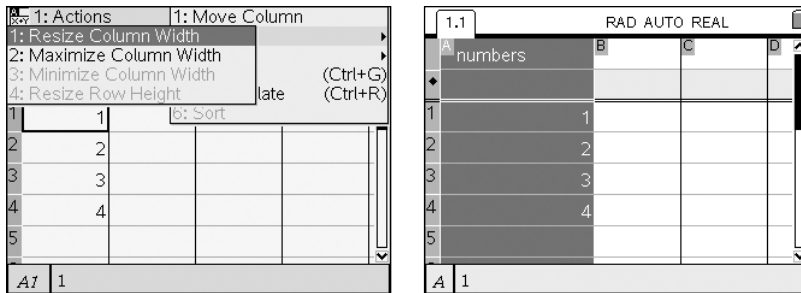 1: Actions
1: Move Column
1: Resize Column Width
2: Maximize Column Width
3: Minimize Column Width
(Ctrl+G)
4: Resize Row Height
late
(Ctrl+R)
6: Sort
1 1
2 2
3 3
4 4
5
A1 1
1.1
RAD AUTO REAL
A numbers B C D
1 1
2 2
3 3
4 4
5
A 1